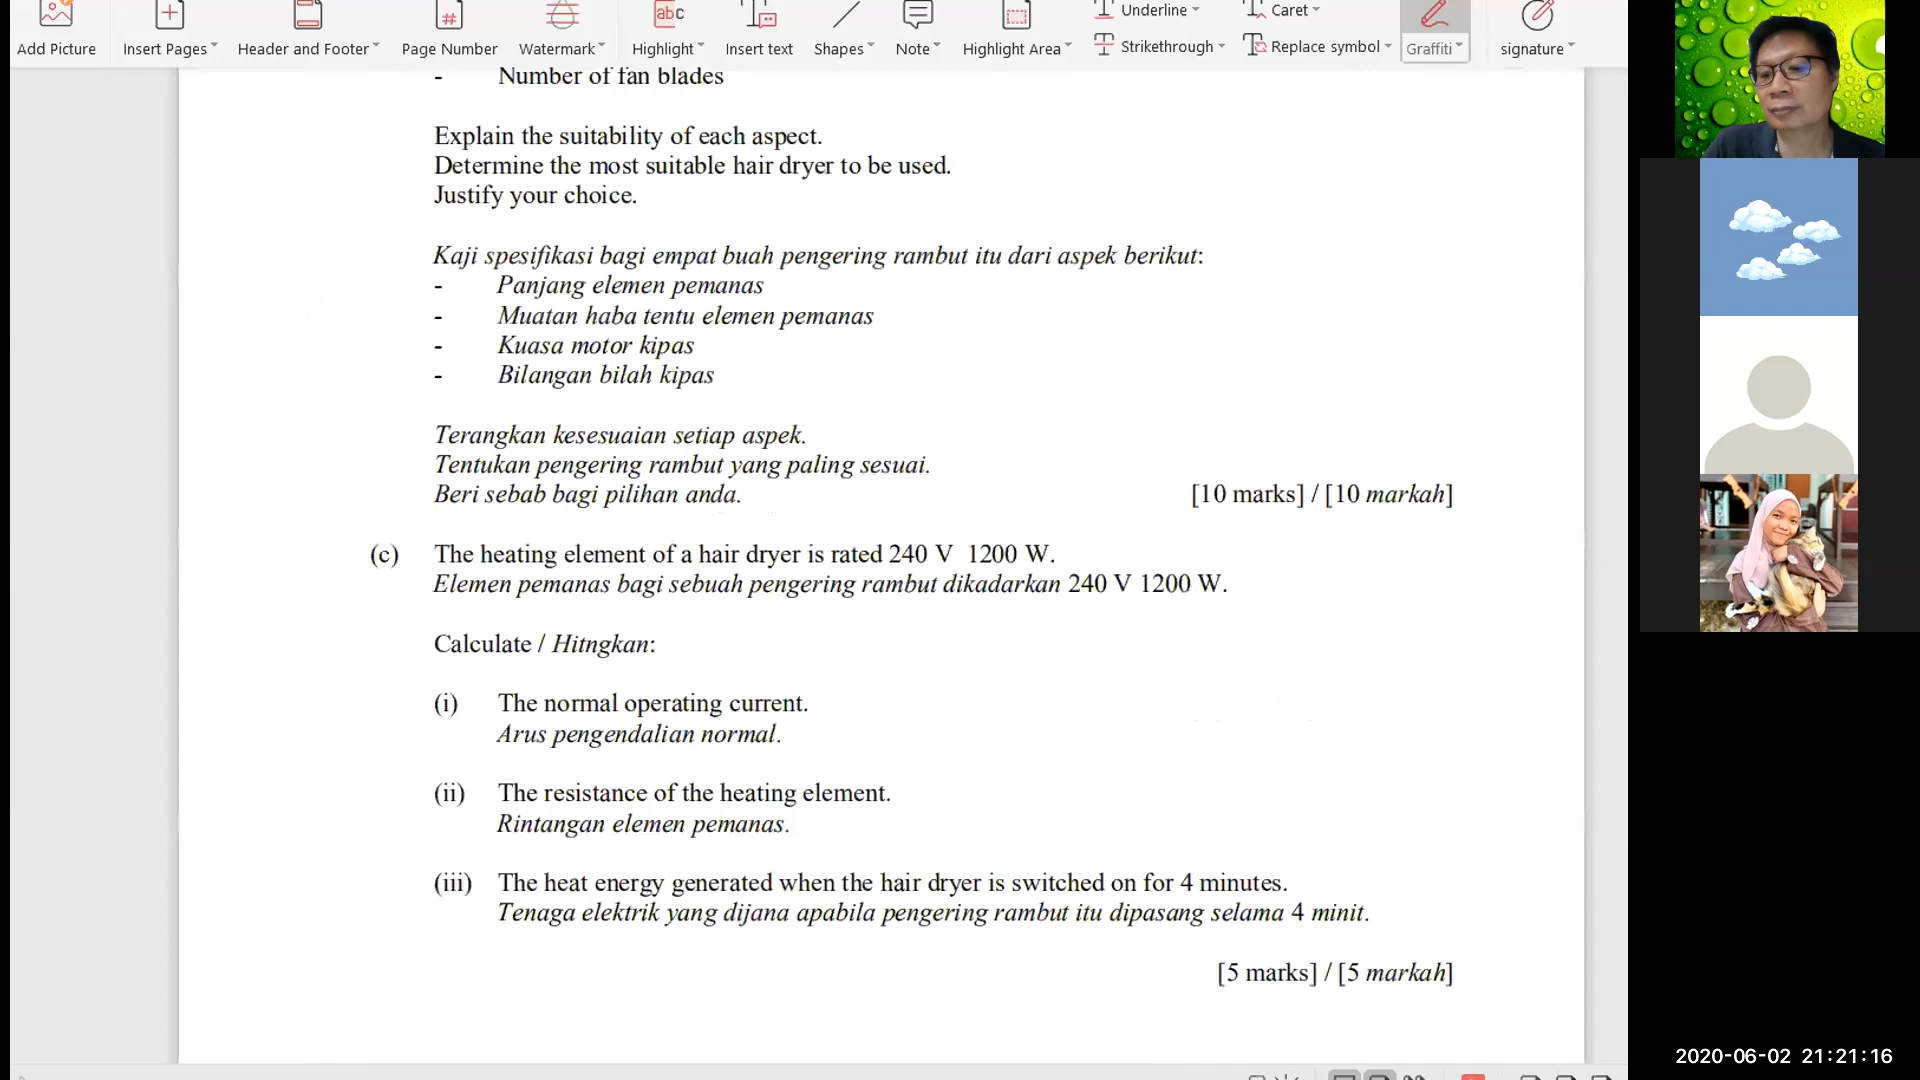 Underline
Caret
Add Picture
Insert Pages
Header and Footer
Page Number
Watermark
Highlight
Insert text
Shapes
Note
Highlight Area
Strikethrough
Replace symbol
Graffiti
signature
- Number of fan blades
Explain the suitability of each aspect.
Determine the most suitable hair dryer to be used.
Justify your choice.
Kaji spesifikasi bagi empat buah pengering rambut itu dari aspek berikut:
- Panjang elemen pemanas
- Muatan haba tentu elemen pemanas
- Kuasa motor kipas
- Bilangan bilah kipas
Terangkan kesesuaian setiap aspek.
Tentukan pengering rambut yang paling sesuai.
Beri sebab bagi pilihan anda. [10 marks] / [10 markah]
(c) The heating element of a hair dryer is rated 240 V 1200 W.
Elemen pemanas bagi sebuah pengering rambut dikadarkan 240 V 1200 W.
Calculate / Hitngkan:
(i) The normal operating current.
Arus pengendalian normal.
(ii) The resistance of the heating element.
Rintangan elemen pemanas.
(iii) The heat energy generated when the hair dryer is switched on for 4 minutes.
Tenaga elektrik yang dijana apabila pengering rambut itu dipasang selama 4 minit.
[5 marks] / [5 markah]
2020-06-02 21:21:16